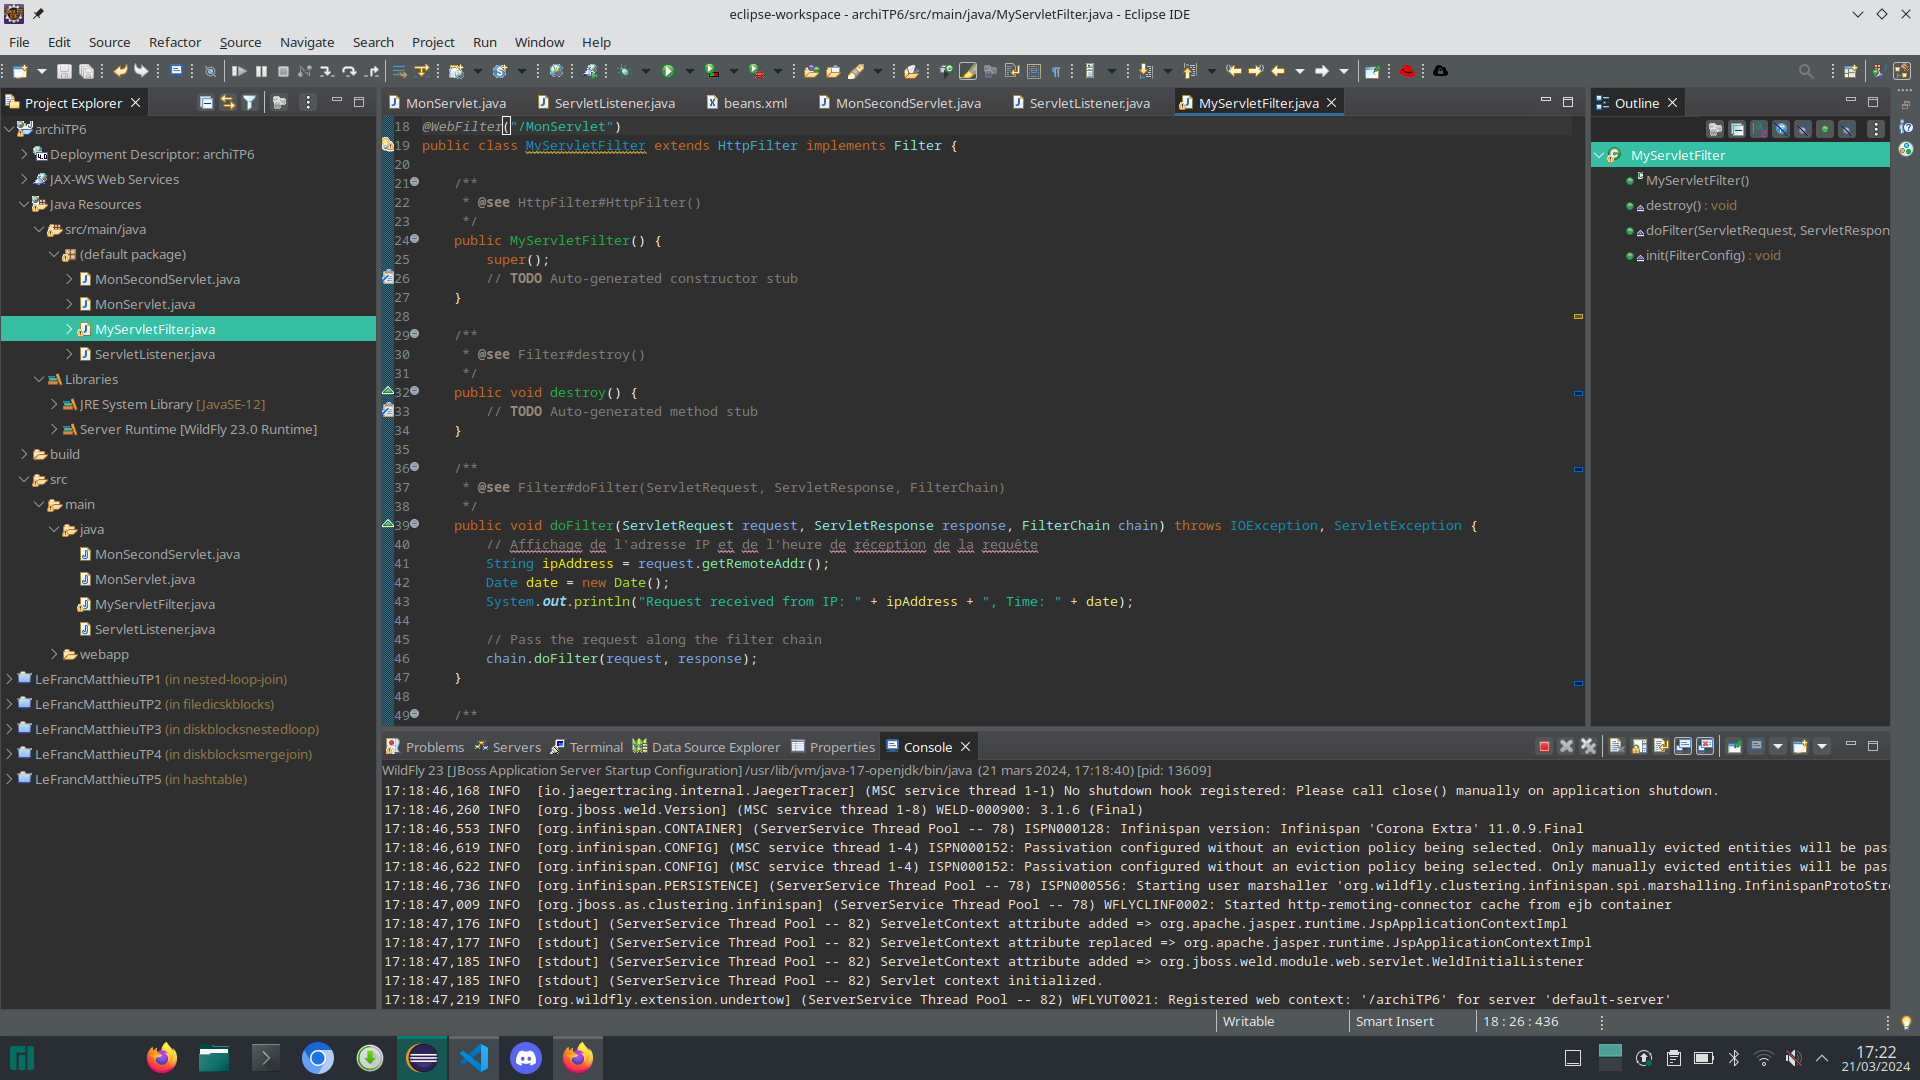 eclipse-workspace - archiTP6/src/main/java/MyServletFilter.java - Eclipse IDE
File Edit Source Refactor Source Navigate Search Project Run Window Help
Project Explorer
archiTP6
Deployment Descriptor: archiTP6
JAX-WS Web Services
Java Resources
src/main/java
(default package)
MonSecondServlet.java
MonServlet.java
MyServletFilter.java
ServletListener.java
Libraries
JRE System Library [JavaSE-12]
Server Runtime [WildFly 23.0 Runtime]
build
src
main
java
MonSecondServlet.java
MonServlet.java
MyServletFilter.java
ServletListener.java
webapp
LeFrancMatthieuTP1 (in nested-loop-join)
LeFrancMatthieuTP2 (in filedicskblocks)
LeFrancMatthieuTP3 (in diskblocksnestedloop)
LeFrancMatthieuTP4 (in diskblocksmergejoin)
LeFrancMatthieuTP5 (in hashtable)
MonServlet.java ServletListener.java beans.xml MonSecondServlet.java ServletListener.java MyServletFilter.java
18 @WebFilter("/MonServlet")
19 public class MyServletFilter extends HttpFilter implements Filter {
20
21 /**
22 * @see HttpFilter#HttpFilter()
23 */
24 public MyServletFilter() {
25 super();
26 // TODO Auto-generated constructor stub
27 }
28
29 /**
30 * @see Filter#destroy()
31 */
32 public void destroy() {
33 // TODO Auto-generated method stub
34 }
35
36 /**
37 * @see Filter#doFilter(ServletRequest, ServletResponse, FilterChain)
38 */
39 public void doFilter(ServletRequest request, ServletResponse response, FilterChain chain) throws IOException, ServletException {
40 // Affichage de l'adresse IP et de l'heure de réception de la requête
41 String ipAddress = request.getRemoteAddr();
42 Date date = new Date();
43 System.out.println("Request received from IP: " + ipAddress + ", Time: " + date);
44
45 // Pass the request along the filter chain
46 chain.doFilter(request, response);
47 }
48
49 /**
Outline
MyServletFilter
MyServletFilter()
destroy() : void
doFilter(ServletRequest, ServletRespon
init(FilterConfig) : void
Problems Servers Terminal Data Source Explorer Properties Console
WildFly 23 [JBoss Application Server Startup Configuration] /usr/lib/jvm/java-17-openjdk/bin/java (21 mars 2024, 17:18:40) [pid: 13609]
17:18:46,168 INFO [io.jaegertracing.internal.JaegerTracer] (MSC service thread 1-1) No shutdown hook registered: Please call close() manually on application shutdown.
17:18:46,260 INFO [org.jboss.weld.Version] (MSC service thread 1-8) WELD-000900: 3.1.6 (Final)
17:18:46,553 INFO [org.infinispan.CONTAINER] (ServerService Thread Pool -- 78) ISPN000128: Infinispan version: Infinispan 'Corona Extra' 11.0.9.Final
17:18:46,619 INFO [org.infinispan.CONFIG] (MSC service thread 1-4) ISPN000152: Passivation configured without an eviction policy being selected. Only manually evicted entities will be pas
17:18:46,622 INFO [org.infinispan.CONFIG] (MSC service thread 1-4) ISPN000152: Passivation configured without an eviction policy being selected. Only manually evicted entities will be pas
17:18:46,736 INFO [org.infinispan.PERSISTENCE] (ServerService Thread Pool -- 78) ISPN000556: Starting user marshaller 'org.wildfly.clustering.infinispan.spi.marshalling.InfinispanProtoStr
17:18:47,009 INFO [org.jboss.as.clustering.infinispan] (ServerService Thread Pool -- 78) WFLYCLINF0002: Started http-remoting-connector cache from ejb container
17:18:47,176 INFO [stdout] (ServerService Thread Pool -- 82) ServeletContext attribute added => org.apache.jasper.runtime.JspApplicationContextImpl
17:18:47,177 INFO [stdout] (ServerService Thread Pool -- 82) ServeletContext attribute replaced => org.apache.jasper.runtime.JspApplicationContextImpl
17:18:47,185 INFO [stdout] (ServerService Thread Pool -- 82) ServeletContext attribute added => org.jboss.weld.module.web.servlet.WeldInitialListener
17:18:47,185 INFO [stdout] (ServerService Thread Pool -- 82) Servlet context initialized.
17:18:47,219 INFO [org.wildfly.extension.undertow] (ServerService Thread Pool -- 82) WFLYUT0021: Registered web context: '/archiTP6' for server 'default-server'
Writable Smart Insert 18 : 26 : 436
17:22
21/03/2024